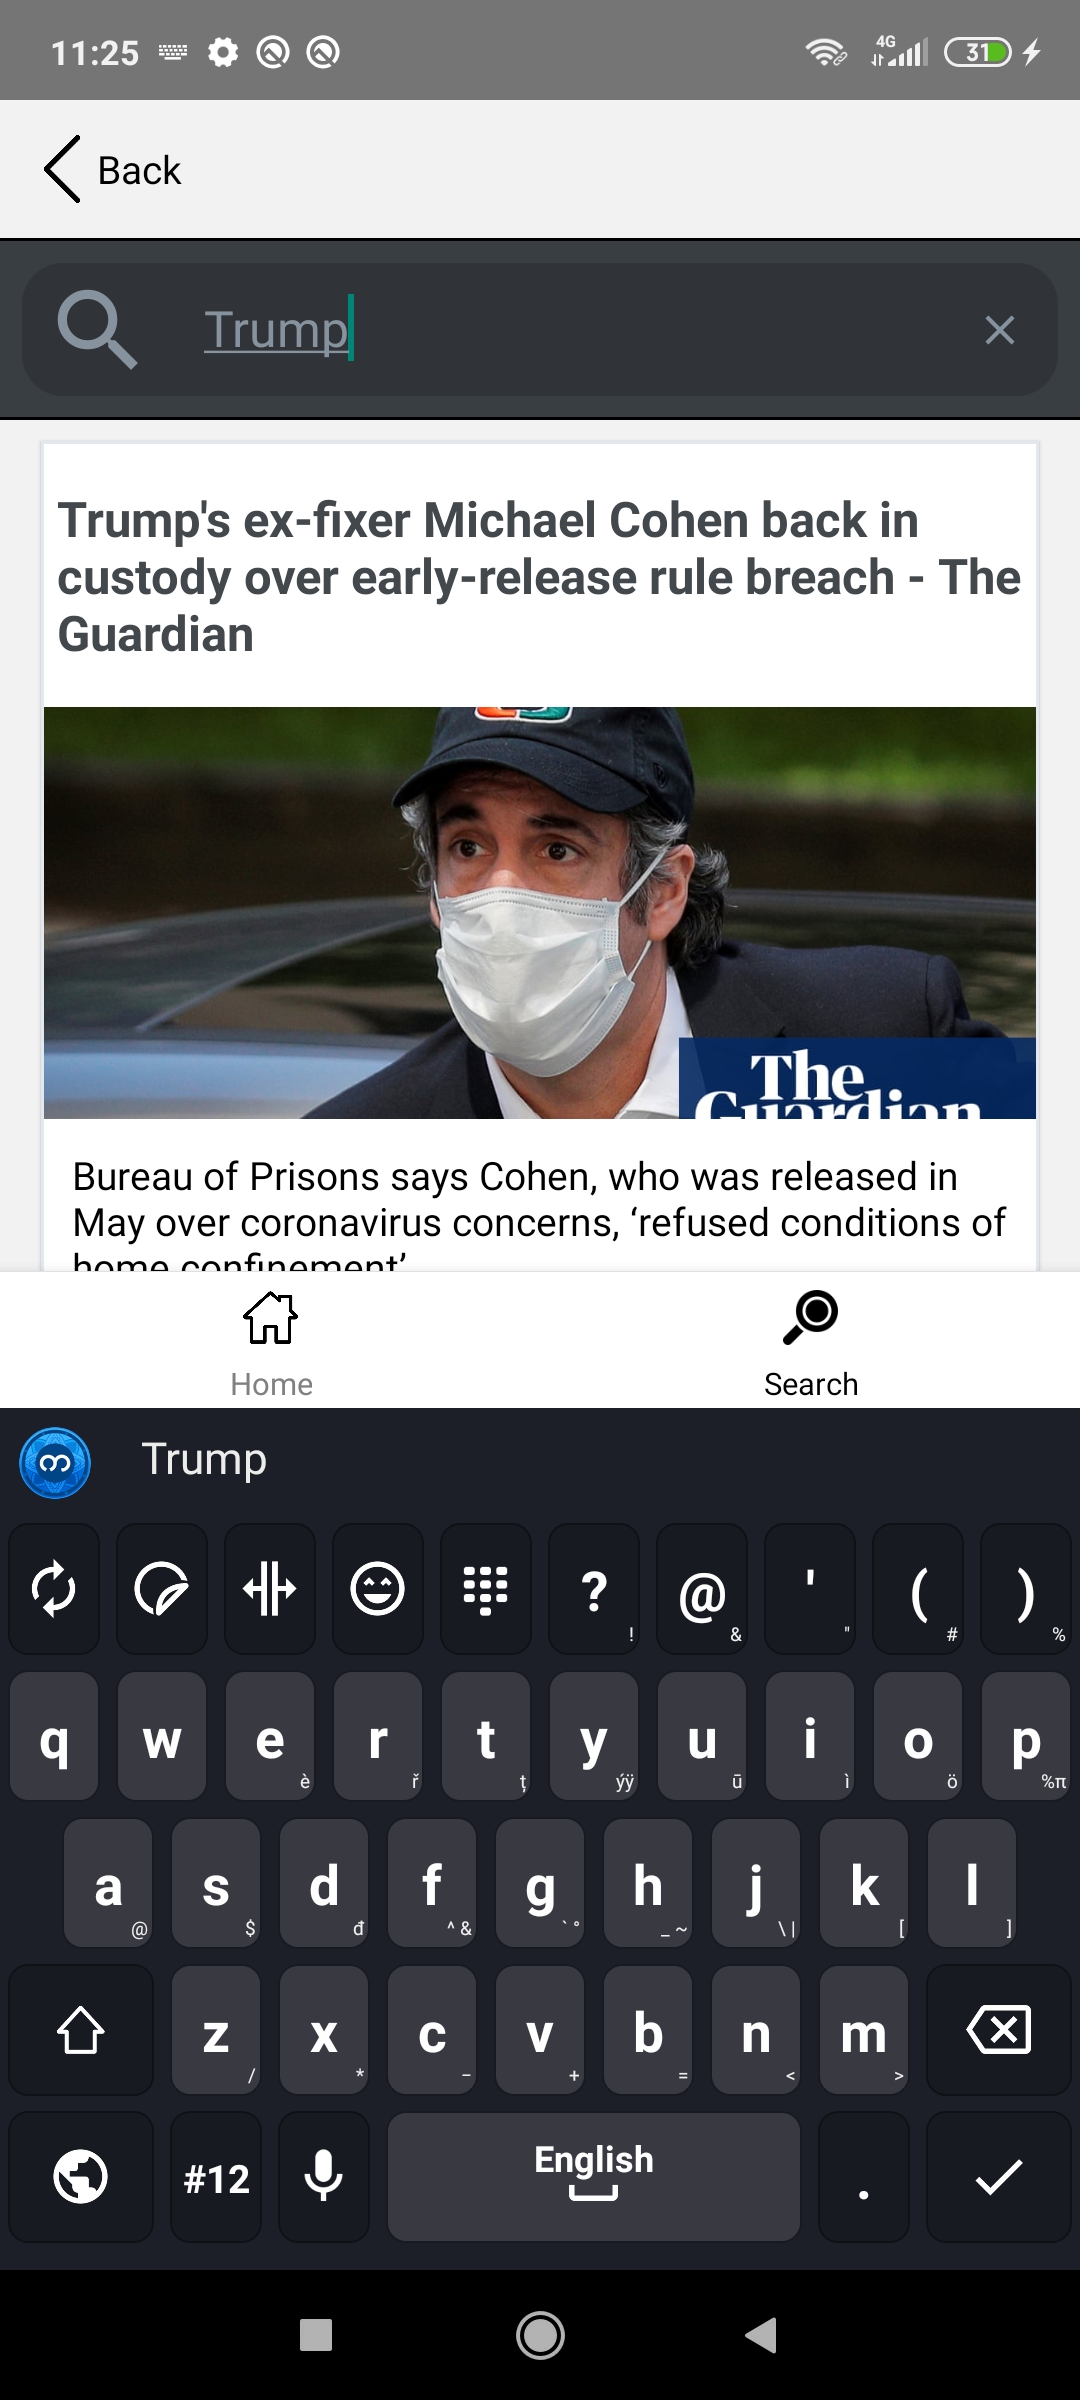 11:25
4G
31
Back
Trump
Trump's ex-fixer Michael Cohen back in
custody over early-release rule breach - The
Guardian
The
Guardian
Bureau of Prisons says Cohen, who was released in
May over coronavirus concerns, ‘refused conditions of
home confinement’
Home
Search
Trump
? ! @ & ' " ( # ) %
q w e è r ř t ţ y ýÿ u ū i ì o ö p %π
a @ s $ d đ f ^ & g ` ° h _ ~ j \ | k [ l ]
z / x * c − v + b = n < m >
#12 English .